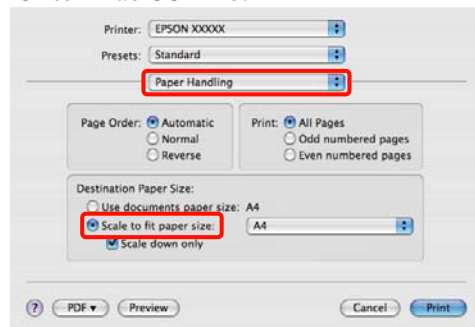 Printer: EPSON XXXXX
Presets: Standard
Paper Handling
Page Order: Automatic
Normal
Reverse
Print: All Pages
Odd numbered pages
Even numbered pages
Destination Paper Size:
Use documents paper size: A4
Scale to fit paper size: A4
Scale down only
? PDF ▾ Preview Cancel Print